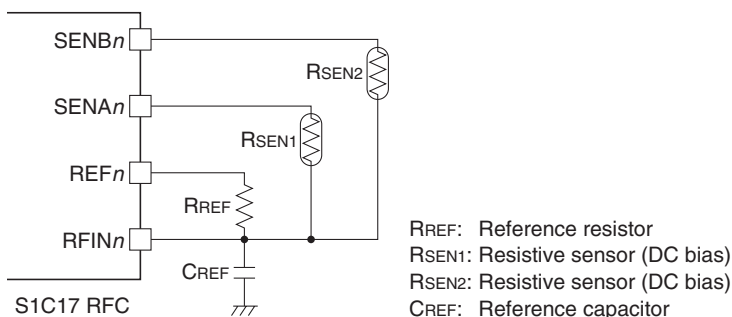 SENBn
RSEN2
SENAn
RSEN1
REFn
RREF
RFINn
CREF
S1C17 RFC
RREF: Reference resistor
RSEN1: Resistive sensor (DC bias)
RSEN2: Resistive sensor (DC bias)
CREF: Reference capacitor